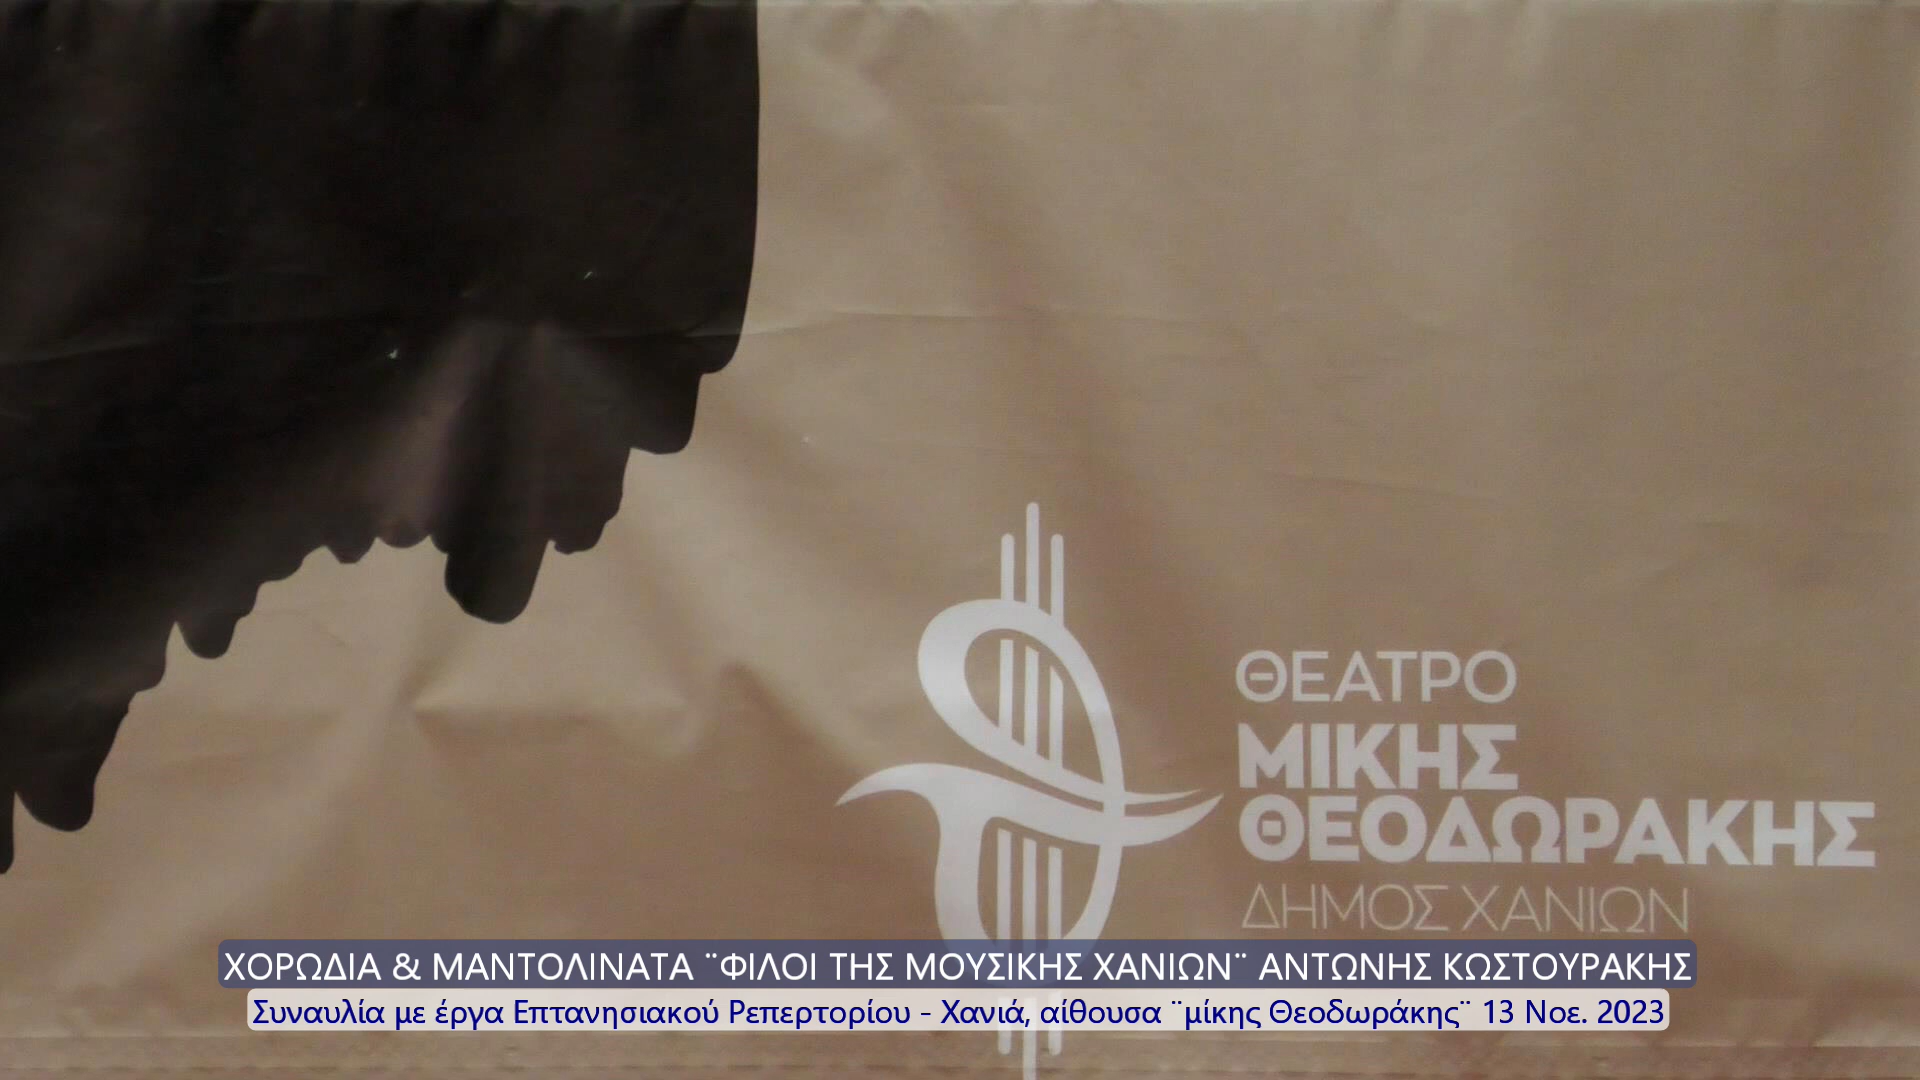 ΘΕΑΤΡΟ
ΜΙΚΗΣ
ΘΕΟΔΩΡΑΚΗΣ
ΔΗΜΟΣ ΧΑΝΙΩΝ
ΧΟΡΩΔΙΑ & ΜΑΝΤΟΛΙΝΑΤΑ ¨ΦΙΛΟΙ ΤΗΣ ΜΟΥΣΙΚΗΣ ΧΑΝΙΩΝ¨ ΑΝΤΩΝΗΣ ΚΩΣΤΟΥΡΑΚΗΣ
Συναυλία με έργα Επτανησιακού Ρεπερτορίου - Χανιά, αίθουσα ¨μίκης Θεοδωράκης¨ 13 Νοε. 2023